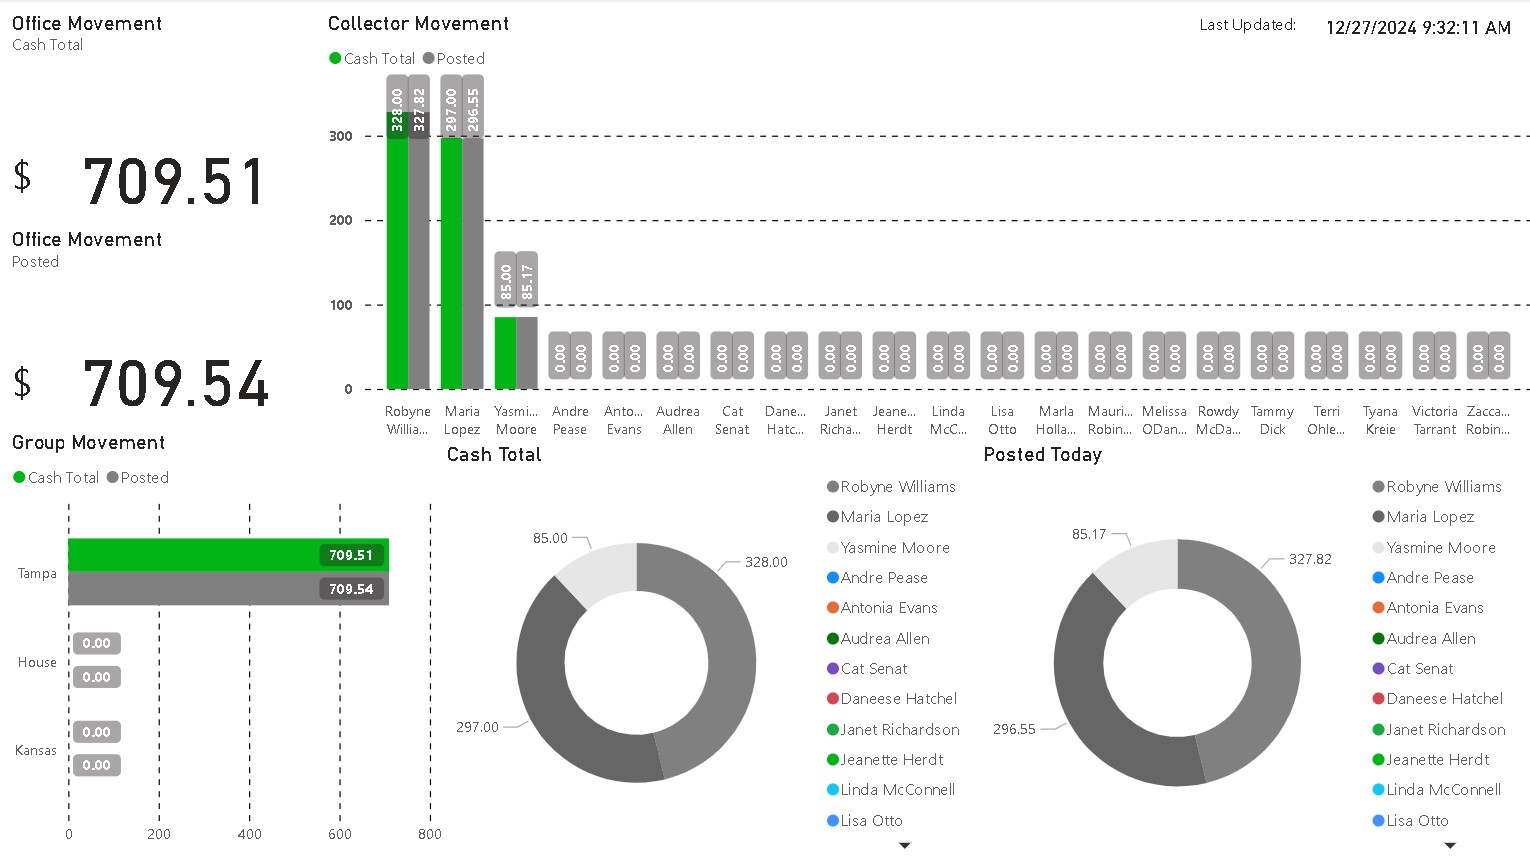 Office Movement
Cash Total
$ 709.51
Office Movement
Posted
$ 709.54
Collector Movement
Last Updated: 12/27/2024 9:32:11 AM
Cash Total Posted
300
200
100
0
328.00 327.82 297.00 296.55 85.00 85.17 0.00 0.00 0.00 0.00 0.00 0.00 0.00 0.00 0.00 0.00 0.00 0.00 0.00 0.00 0.00 0.00 0.00 0.00 0.00 0.00 0.00 0.00 0.00 0.00 0.00 0.00 0.00 0.00 0.00 0.00 0.00 0.00 0.00 0.00 0.00 0.00
Robyne Maria Yasmi... Andre Anto... Audrea Cat Dane... Janet Jeane... Linda Lisa Marla Mauri... Melissa Rowdy Tammy Terri Tyana Victoria Zacca...
Willia... Lopez Moore Pease Evans Allen Senat Hatc... Richa... Herdt McC... Otto Holla... Robin... ODan... McDa... Dick Ohle... Kreie Tarrant Robin...
Group Movement
Cash Total Posted
Tampa
709.51
709.54
House
0.00
0.00
Kansas
0.00
0.00
0 200 400 600 800
Cash Total
85.00
328.00
297.00
Robyne Williams
Maria Lopez
Yasmine Moore
Andre Pease
Antonia Evans
Audrea Allen
Cat Senat
Daneese Hatchel
Janet Richardson
Jeanette Herdt
Linda McConnell
Lisa Otto
Posted Today
85.17
327.82
296.55
Robyne Williams
Maria Lopez
Yasmine Moore
Andre Pease
Antonia Evans
Audrea Allen
Cat Senat
Daneese Hatchel
Janet Richardson
Jeanette Herdt
Linda McConnell
Lisa Otto